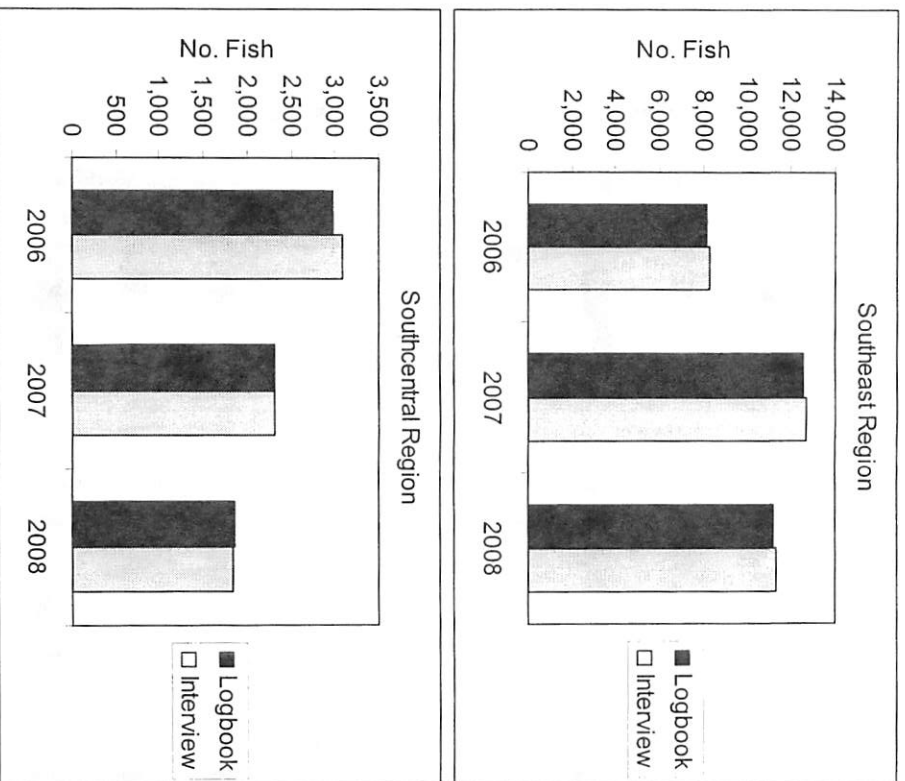 Southeast Region
No. Fish
14,000
12,000
10,000
8,000
6,000
4,000
2,000
0
2006
2007
2008
Logbook
Interview
Southcentral Region
No. Fish
3,500
3,000
2,500
2,000
1,500
1,000
500
0
2006
2007
2008
Logbook
Interview